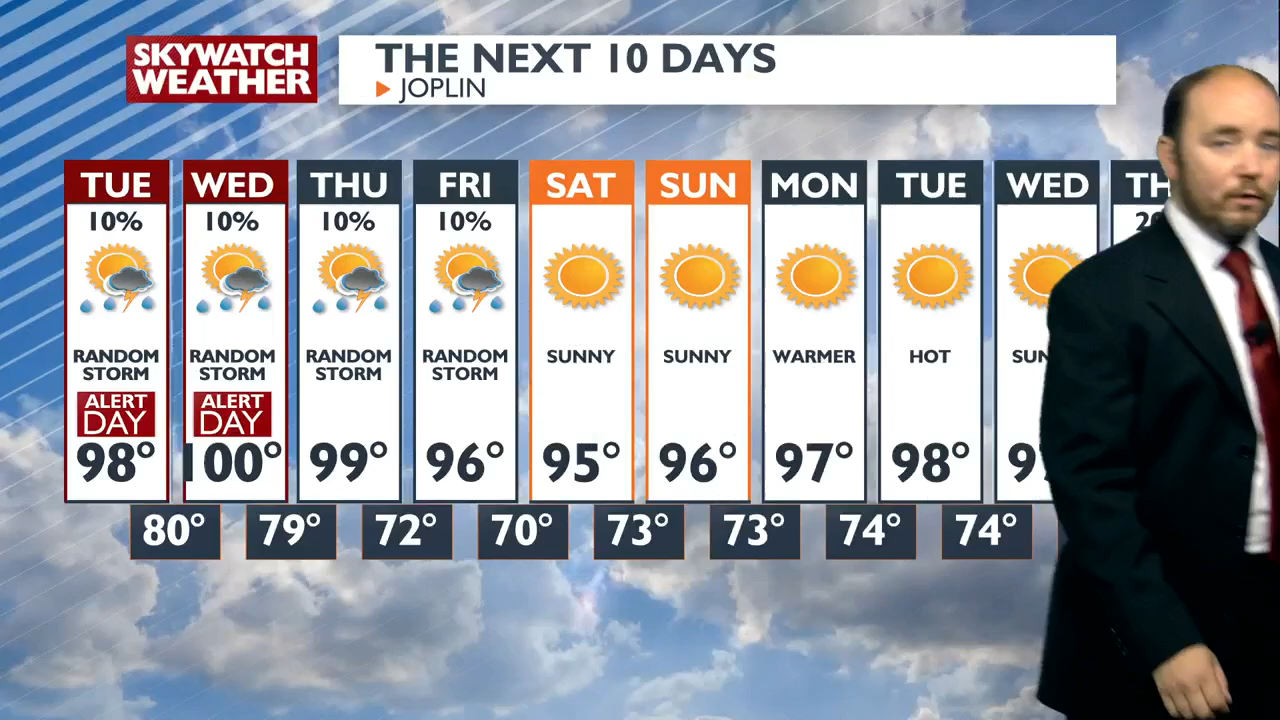 SKYWATCH
WEATHER
THE NEXT 10 DAYS
JOPLIN
TUE
10%
RANDOM
STORM
ALERT
DAY
98°
WED
10%
RANDOM
STORM
ALERT
DAY
100°
THU
10%
RANDOM
STORM
99°
FRI
10%
RANDOM
STORM
96°
SAT
SUNNY
95°
SUN
SUNNY
96°
MON
WARMER
97°
TUE
HOT
98°
WED
80°
79°
72°
70°
73°
73°
74°
74°